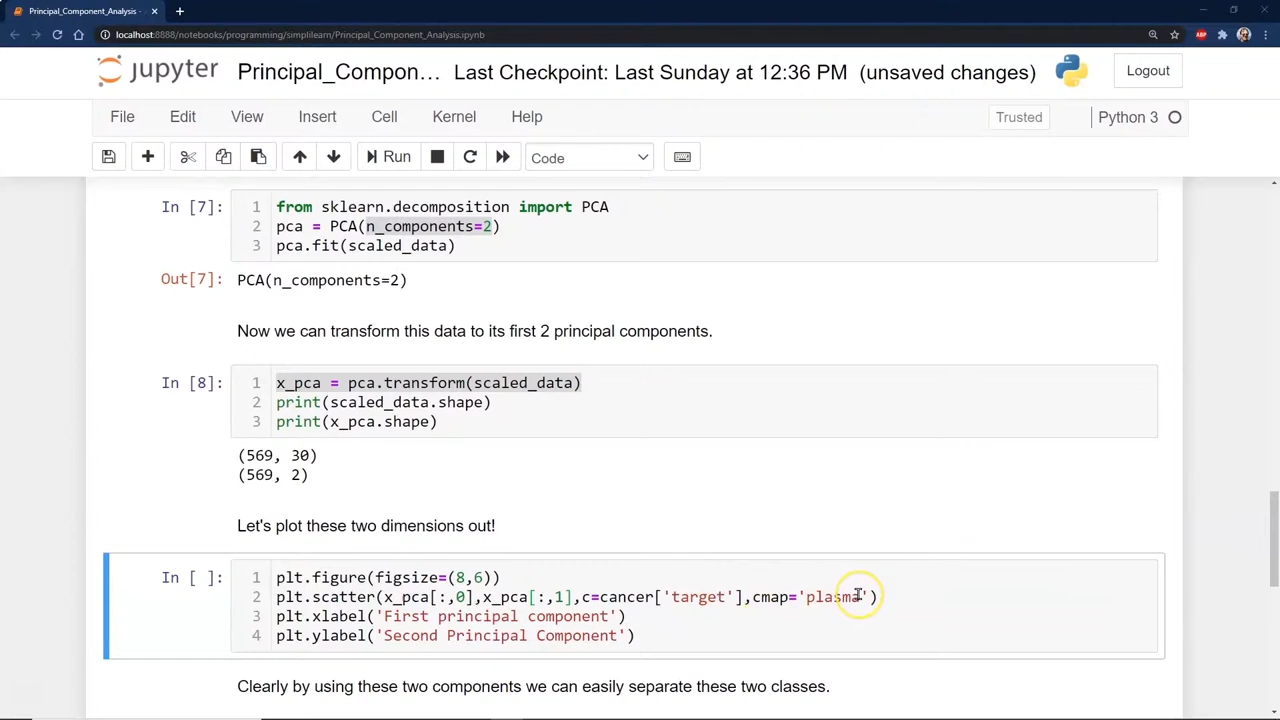 Principal_Component_Analysis - ×
+
localhost:8888/notebooks/programming/simplilearn/Principal_Component_Analysis.ipynb
ABP
jupyter Principal_Compon... Last Checkpoint: Last Sunday at 12:36 PM (unsaved changes) Logout
File Edit View Insert Cell Kernel Help Trusted Python 3
Run Code
In [7]: 1 from sklearn.decomposition import PCA
2 pca = PCA(n_components=2)
3 pca.fit(scaled_data)
Out[7]: PCA(n_components=2)
Now we can transform this data to its first 2 principal components.
In [8]: 1 x_pca = pca.transform(scaled_data)
2 print(scaled_data.shape)
3 print(x_pca.shape)
(569, 30)
(569, 2)
Let's plot these two dimensions out!
In [ ]: 1 plt.figure(figsize=(8,6))
2 plt.scatter(x_pca[:,0],x_pca[:,1],c=cancer['target'],cmap='plasma')
3 plt.xlabel('First principal component')
4 plt.ylabel('Second Principal Component')
Clearly by using these two components we can easily separate these two classes.